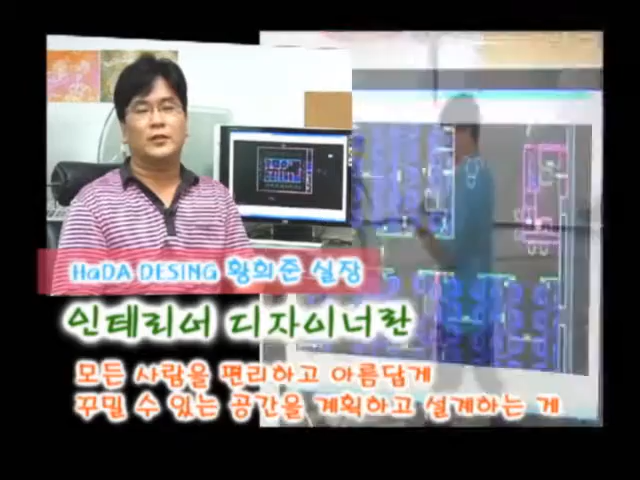 HaDA DESING 황희준 실장
인테리어 디자이너란
모든 사람을 편리하고 아름답게
꾸밀 수 있는 공간을 계획하고 설계하는 게